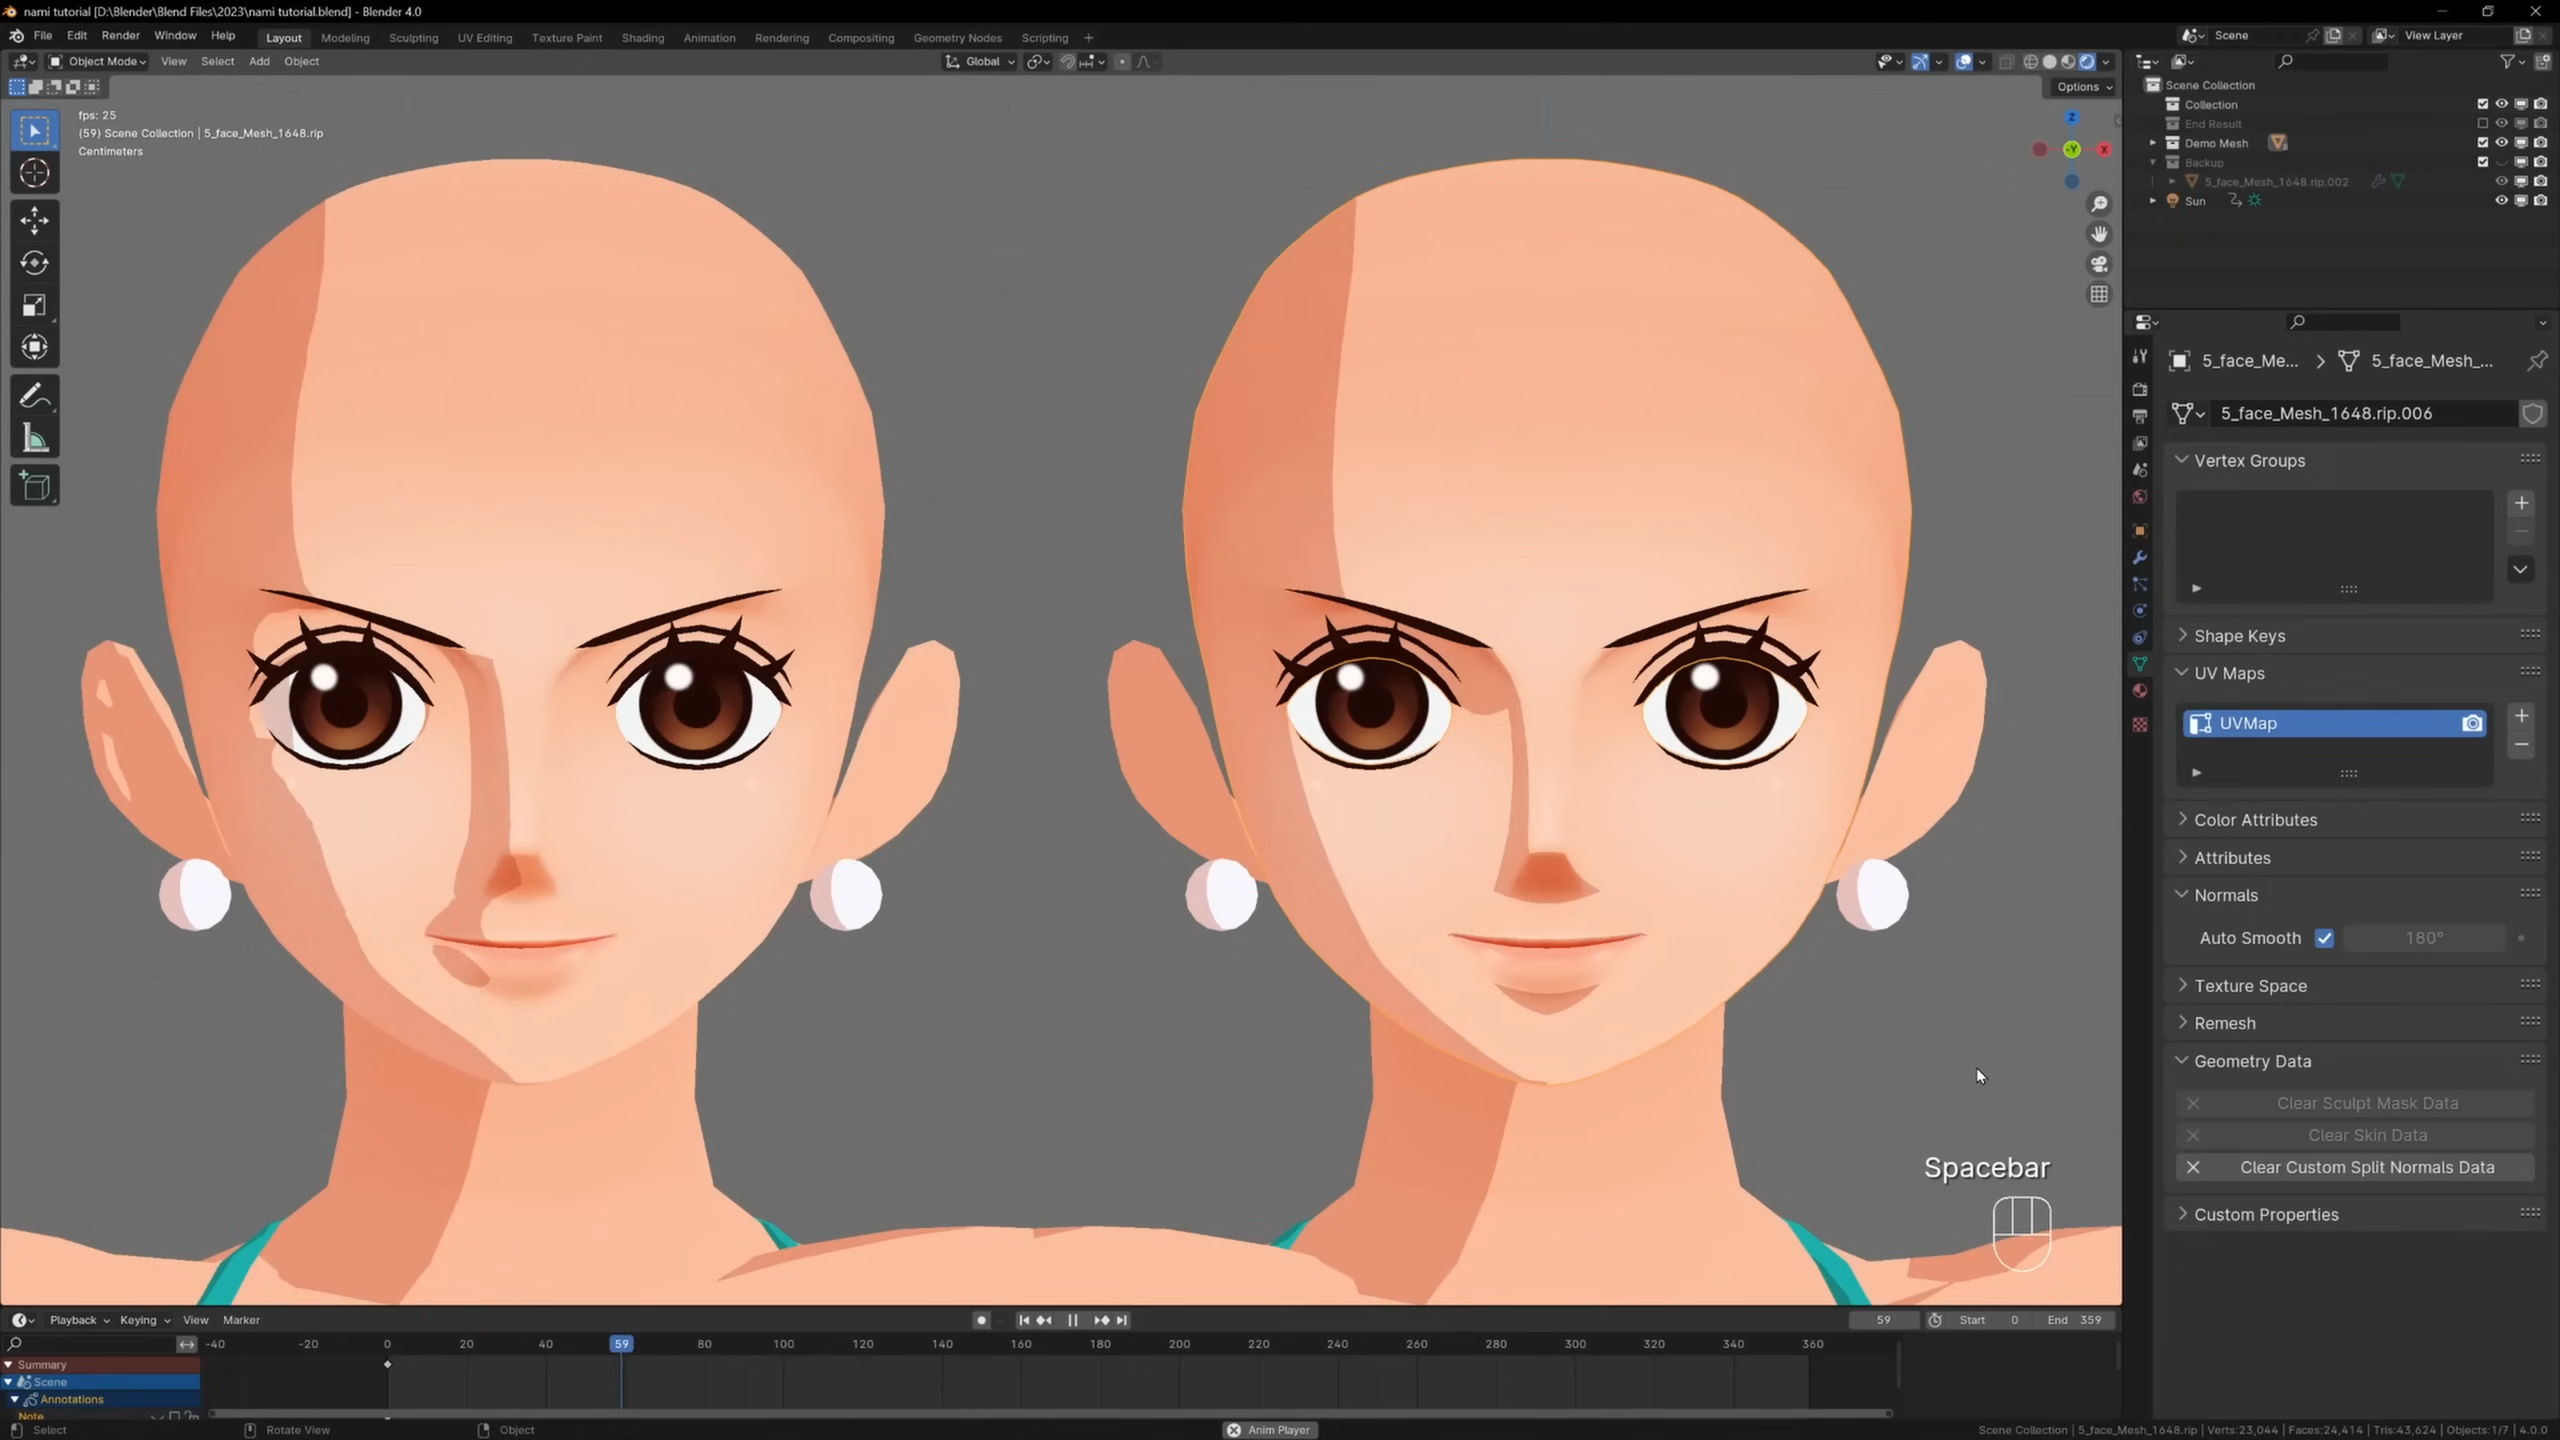 nami tutorial [D:\Blender\Blend Files\2023\nami tutorial.blend] - Blender 4.0
File Edit Render Window Help Layout Modeling Sculpting UV Editing Texture Paint Shading Animation Rendering Compositing Geometry Nodes Scripting + Scene View Layer
Object Mode View Select Add Object Global
Options
fps: 25
(59) Scene Collection | 5_face_Mesh_1648.rip
Centimeters
Z
-Y
X
Scene Collection
Collection
End Result
Demo Mesh
Backup
5_face_Mesh_1648.rip.002
Sun
5_face_Me... 5_face_Mesh_...
5_face_Mesh_1648.rip.006
Vertex Groups
Shape Keys
UV Maps
UVMap
Color Attributes
Attributes
Normals
Auto Smooth 180°
Texture Space
Remesh
Geometry Data
Clear Sculpt Mask Data
Clear Skin Data
Clear Custom Split Normals Data
Custom Properties
Spacebar
Playback Keying View Marker 59 Start 0 End 359
-40 -20 0 20 40 59 80 100 120 140 160 180 200 220 240 260 280 300 320 340 360
Summary
Scene
Annotations
Note
Select Rotate View Object Anim Player Scene Collection | 5_face_Mesh_1648.rip | Verts:23,044 | Faces:24,414 | Tris:43,624 | Objects:1/7 | 4.0.0